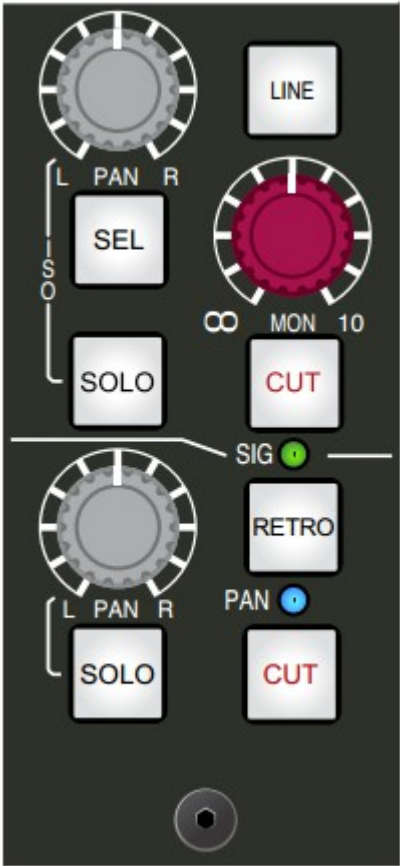 LINE
L PAN R
SEL
ISO
∞ MON 10
SOLO
CUT
SIG
RETRO
L PAN R
PAN
SOLO
CUT